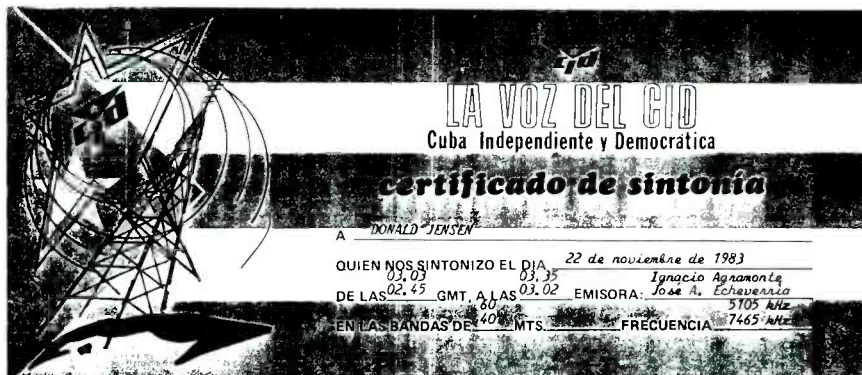 cid
cid
LA VOZ DEL CID
Cuba Independiente y Democrática
certificado de sintonía
A DONALD JENSEN
QUIEN NOS SINTONIZO EL DIA 22 de noviembre de 1983
03.03 03.35 Ignacio Agramonte
DE LAS 02.45 GMT, A LAS 03.02 EMISORA: José A. Echeverría
60 5105 kHz
EN LAS BANDAS DE 40 MTS. FRECUENCIA 7465 kHz